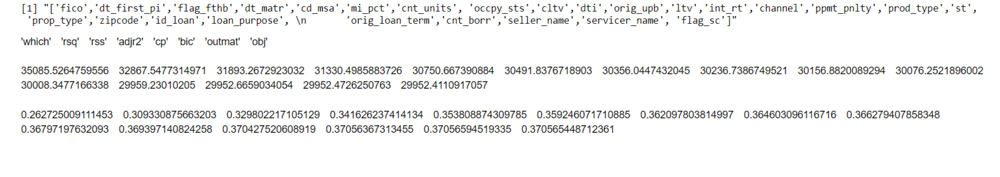 [1] "['fico','dt_first_pi','flag_fthb','dt_matr','cd_msa','mi_pct','cnt_units', 'occpy_sts','cltv','dti','orig_upb','ltv','int_rt','channel','ppmt_pnlty','prod_type','st',
'prop_type','zipcode','id_loan','loan_purpose', \n 'orig_loan_term','cnt_borr','seller_name','servicer_name', 'flag_sc']"
'which' 'rsq' 'rss' 'adjr2' 'cp' 'bic' 'outmat' 'obj'
35085.5264759556 32867.5477314971 31893.2672923032 31330.4985883726 30750.667390884 30491.8376718903 30356.0447432045 30236.7386749521 30156.8820089294 30076.2521896002
30008.3477166338 29959.23010205 29952.6659034054 29952.4726250763 29952.4110917057
0.262725009111453 0.309330875663203 0.329802217105129 0.341626237414134 0.353808874309785 0.359246071710885 0.362097803814997 0.364603096116716 0.366279407858348
0.36797197632093 0.369397140824258 0.370427520608919 0.37056367313455 0.37056594519335 0.370565448712361